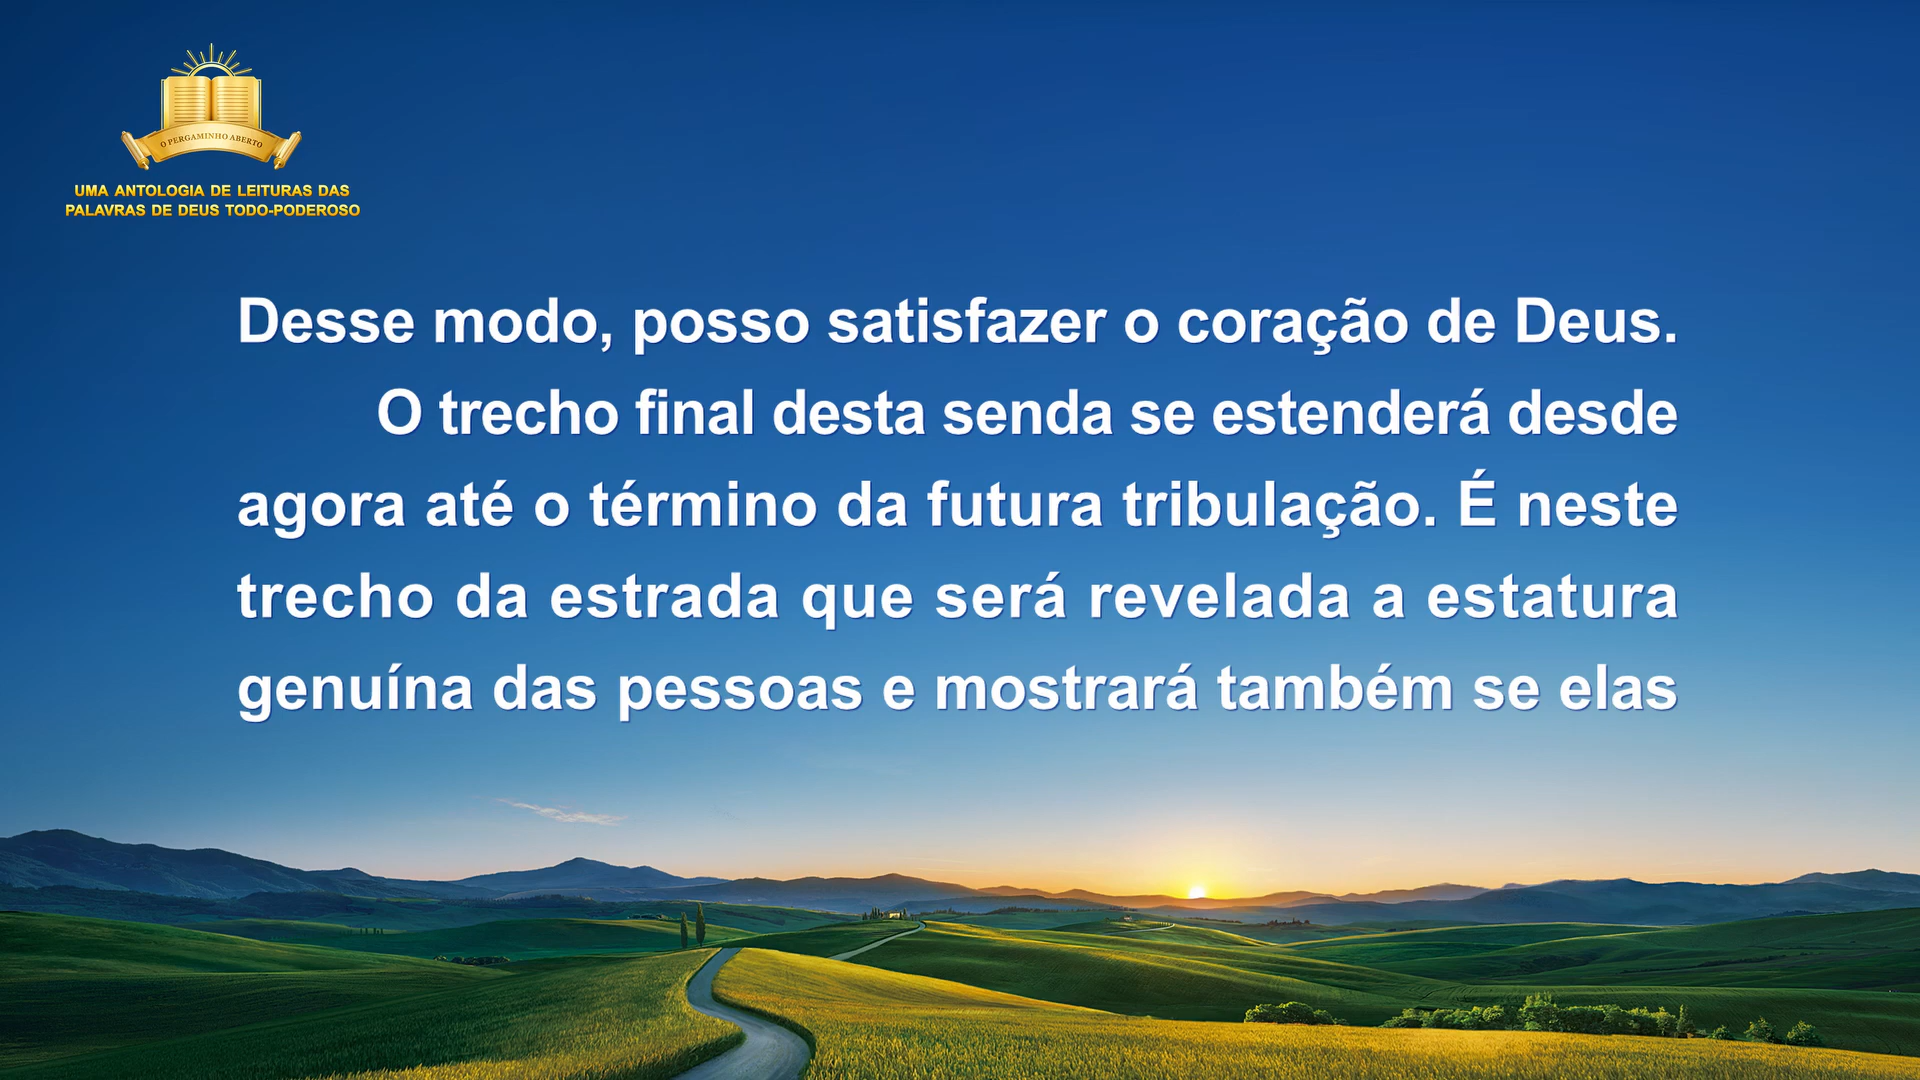 O PERGAMINHO ABERTO
UMA ANTOLOGIA DE LEITURAS DAS
PALAVRAS DE DEUS TODO-PODEROSO
Desse modo, posso satisfazer o coração de Deus.
O trecho final desta senda se estenderá desde
agora até o término da futura tribulação. É neste
trecho da estrada que será revelada a estatura
genuína das pessoas e mostrará também se elas